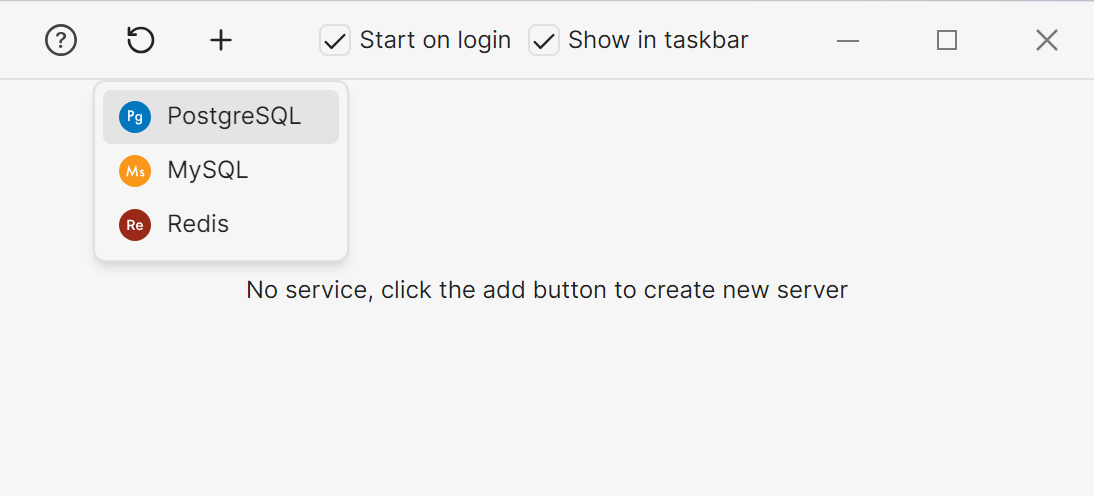 ? Start on login Show in taskbar
Pg PostgreSQL
Ms MySQL
Re Redis
No service, click the add button to create new server